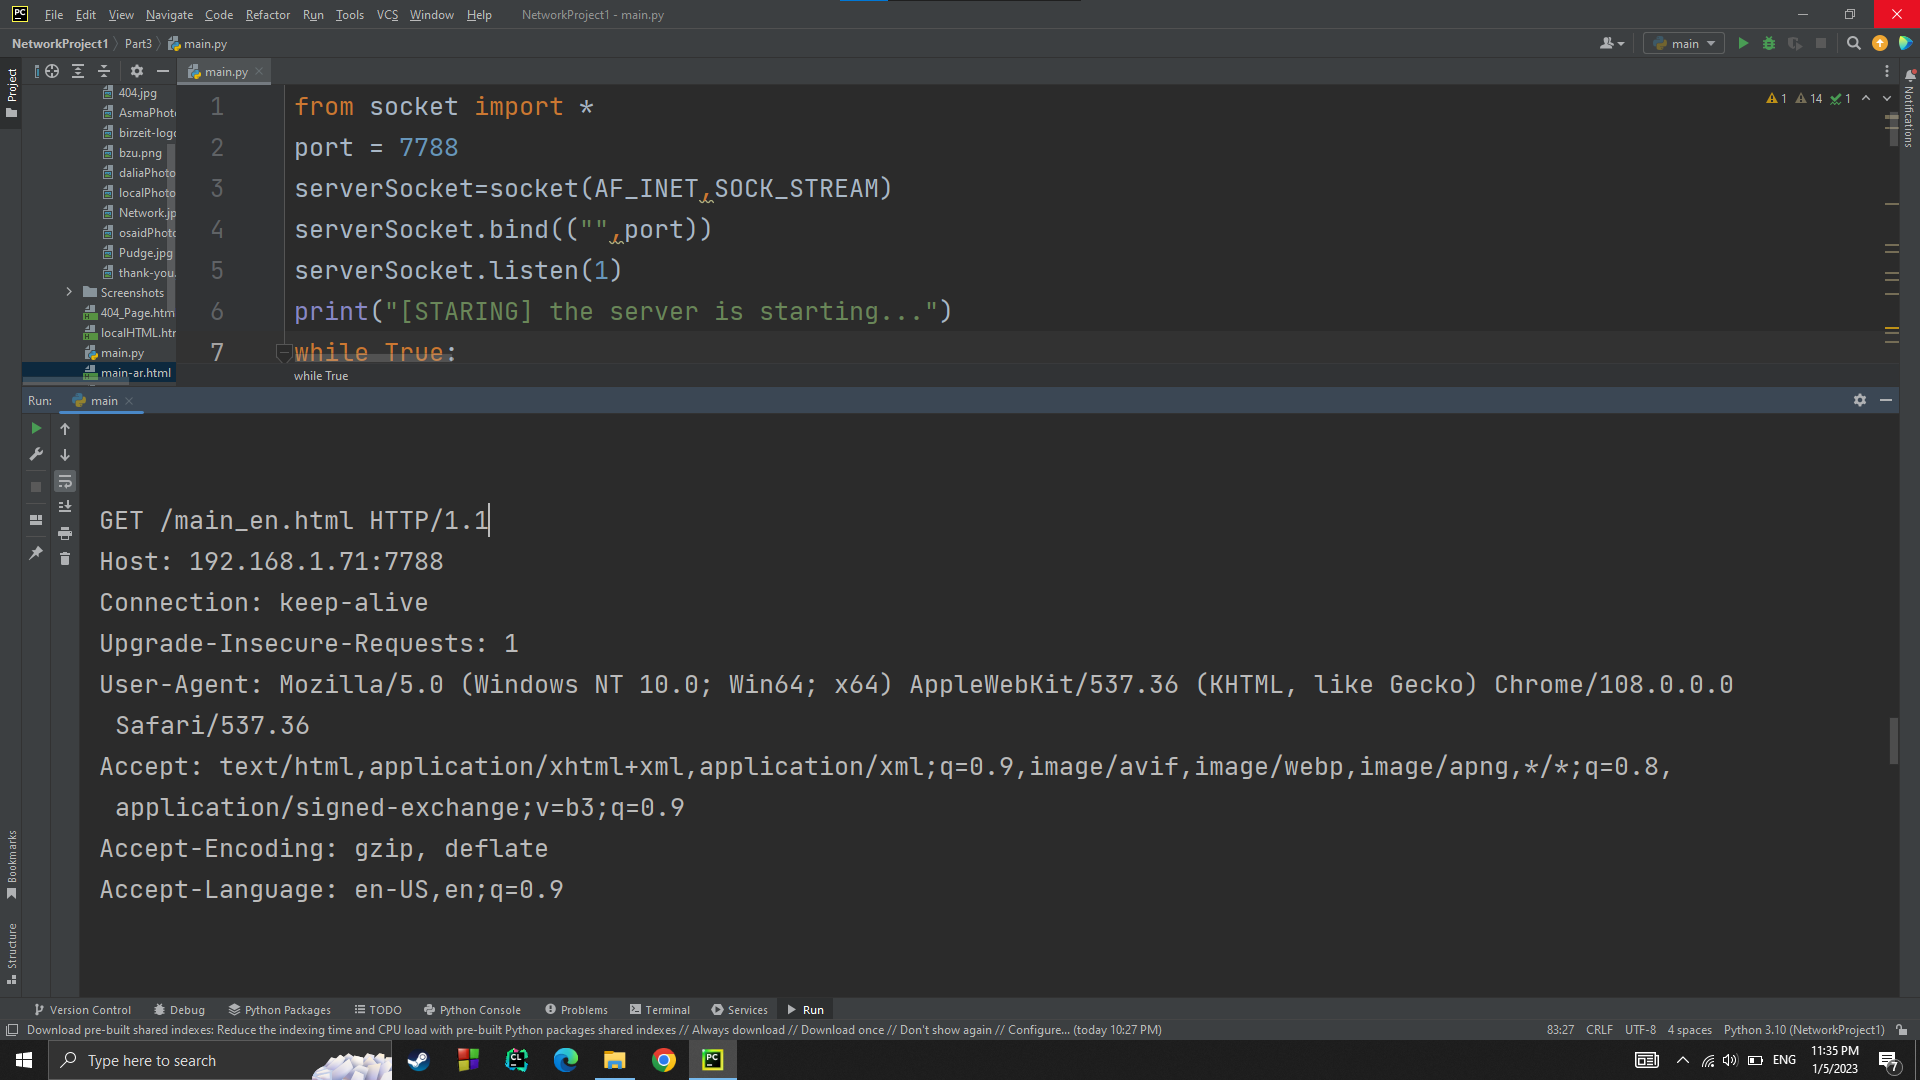 PC File Edit View Navigate Code Refactor Run Tools VCS Window Help NetworkProject1 - main.py
NetworkProject1 Part3 main.py main
Project
main.py
404.jpg
AsmaPhoto
birzeit-logo
bzu.png
daliaPhoto
localPhoto
Network.jp
osaidPhoto
Pudge.jpg
thank-you.
Screenshots
404_Page.htm
localHTML.htm
main.py
main-ar.html
1 from socket import *
2 port = 7788
3 serverSocket=socket(AF_INET,SOCK_STREAM)
4 serverSocket.bind(("",port))
5 serverSocket.listen(1)
6 print("[STARING] the server is starting...")
7 while True:
while True
1 14 1
Notifications
Run: main
GET /main_en.html HTTP/1.1
Host: 192.168.1.71:7788
Connection: keep-alive
Upgrade-Insecure-Requests: 1
User-Agent: Mozilla/5.0 (Windows NT 10.0; Win64; x64) AppleWebKit/537.36 (KHTML, like Gecko) Chrome/108.0.0.0
Safari/537.36
Accept: text/html,application/xhtml+xml,application/xml;q=0.9,image/avif,image/webp,image/apng,*/*;q=0.8,
application/signed-exchange;v=b3;q=0.9
Accept-Encoding: gzip, deflate
Accept-Language: en-US,en;q=0.9
Bookmarks
Structure
Version Control Debug Python Packages TODO Python Console Problems Terminal Services Run
Download pre-built shared indexes: Reduce the indexing time and CPU load with pre-built Python packages shared indexes // Always download // Download once // Don't show again // Configure... (today 10:27 PM) 83:27 CRLF UTF-8 4 spaces Python 3.10 (NetworkProject1)
Type here to search CL PC ENG 11:35 PM
1/5/2023 7